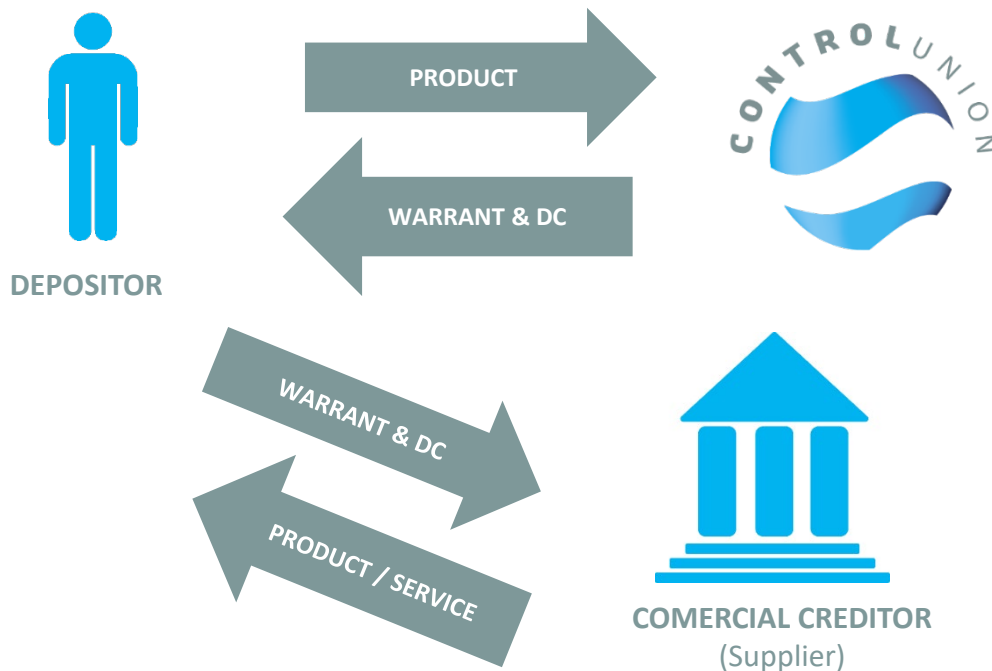 PRODUCT
CONTROLUNION
WARRANT & DC
DEPOSITOR
WARRANT & DC
PRODUCT / SERVICE
COMERCIAL CREDITOR
(Supplier)